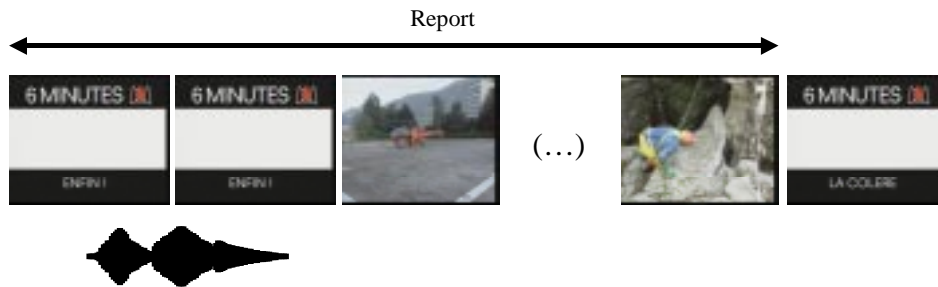 Report
6 MINUTES
ENFIN !
6 MINUTES
ENFIN !
(…)
6 MINUTES
LA COLERE